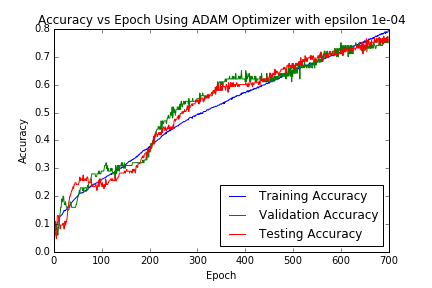 Accuracy vs Epoch Using ADAM Optimizer with epsilon 1e-04
0.8
0.7
0.6
0.5
0.4
0.3
0.2
0.1
0.0
Accuracy
Training Accuracy
Validation Accuracy
Testing Accuracy
0 100 200 300 400 500 600 700
Epoch